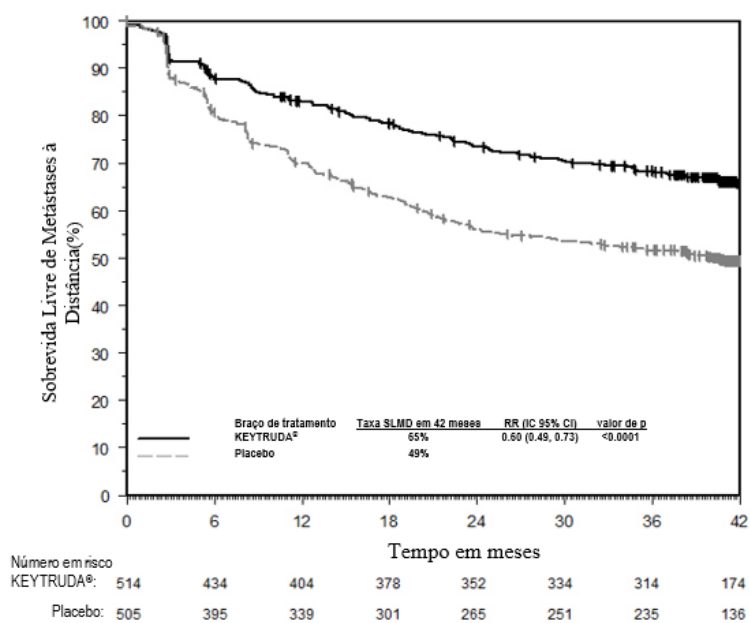 100
90
80
70
60
50
40
30
20
10
0
Sobrevida Livre de Metástases à
Distância(%)
Braço de tratamento Taxa SLMD em 42 meses RR (IC 95% CI) valor de p
KEYTRUDA® 65% 0.60 (0.49, 0.73) <0.0001
Placebo 49%
0 6 12 18 24 30 36 42
Tempo em meses
Número em risco
KEYTRUDA®: 514 434 404 378 352 334 314 174
Placebo: 505 395 339 301 265 251 235 136